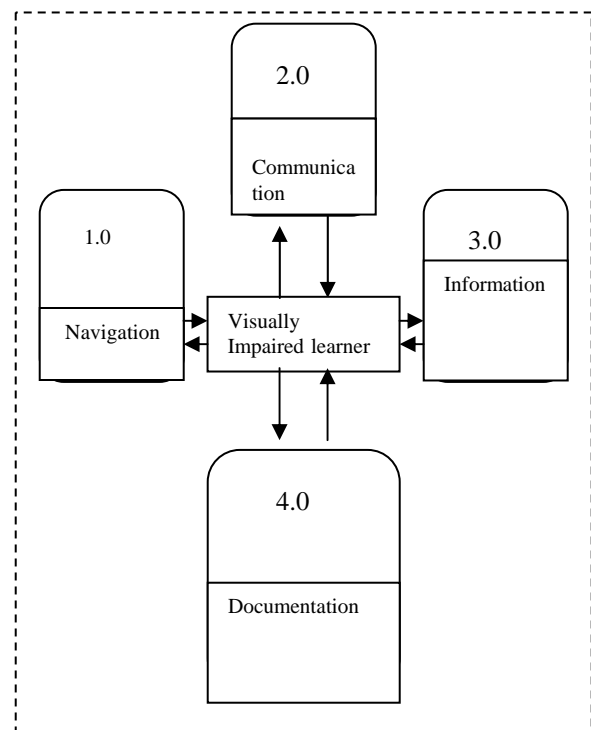 2.0
Communica
tion
1.0
Navigation
Visually
Impaired learner
3.0
Information
4.0
Documentation